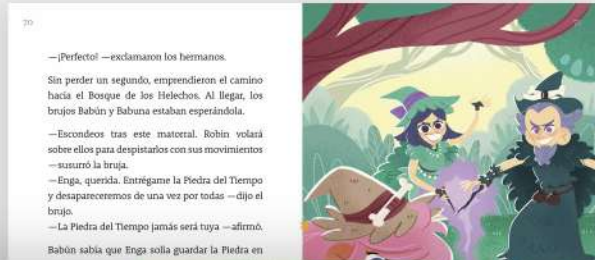 70
—¡Perfecto! —exclamaron los hermanos.
Sin perder un segundo, emprendieron el camino
hacia el Bosque de los Helechos. Al llegar, los
brujos Babún y Babuna estaban esperándola.
—Escondeos tras este matorral. Robin volará
sobre ellos para despistarlos con sus movimientos
—susurró la bruja.
—Enga, querida. Entrégame la Piedra del Tiempo
y desapareceremos de una vez por todas —dijo el
brujo.
—La Piedra del Tiempo jamás será tuya —afirmó.
Babún sabía que Enga solía guardar la Piedra en